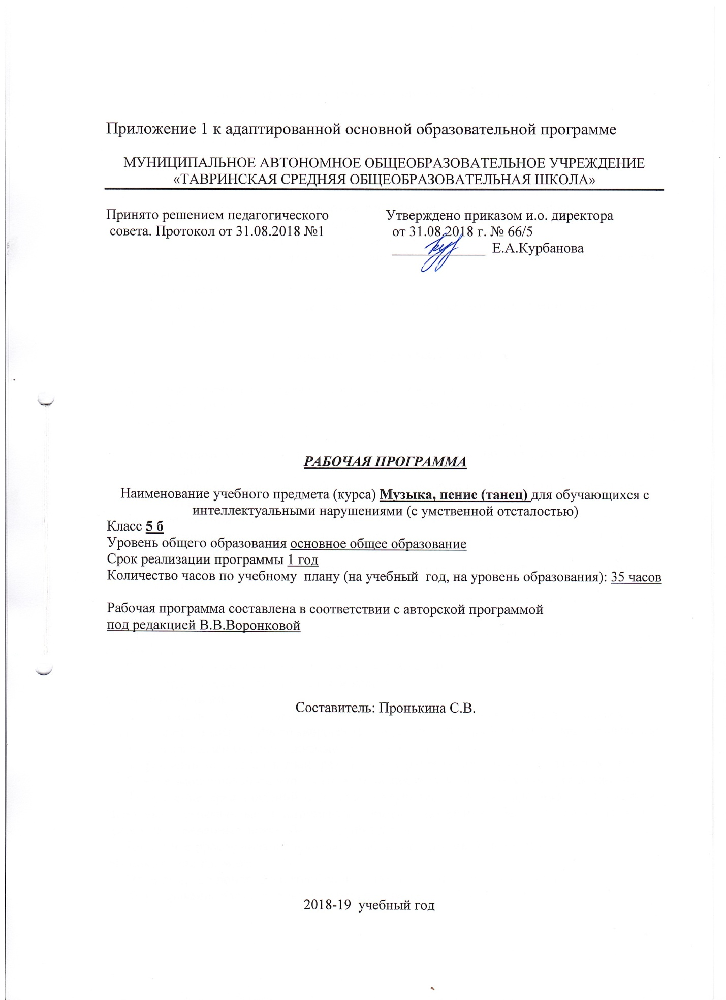 Приложение 1 к адаптированной основной образовательной программе
МУНИЦИПАЛЬНОЕ АВТОНОМНОЕ ОБЩЕОБРАЗОВАТЕЛЬНОЕ УЧРЕЖДЕНИЕ
«ТАВРИНСКАЯ СРЕДНЯЯ ОБЩЕОБРАЗОВАТЕЛЬНАЯ ШКОЛА»
Принято решением педагогического
совета. Протокол от 31.08.2018 №1
Утверждено приказом и.о. директора
от 31.08.2018 г. № 66/5
Е.А.Курбанова
РАБОЧАЯ ПРОГРАММА
Наименование учебного предмета (курса) Музыка, пение (танец) для обучающихся с
интеллектуальными нарушениями (с умственной отсталостью)
Класс 5 б
Уровень общего образования основное общее образование
Срок реализации программы 1 год
Количество часов по учебному плану (на учебный год, на уровень образования): 35 часов
Рабочая программа составлена в соответствии с авторской программой
под редакцией В.В.Воронковой
Составитель: Пронькина С.В.
2018-19 учебный год